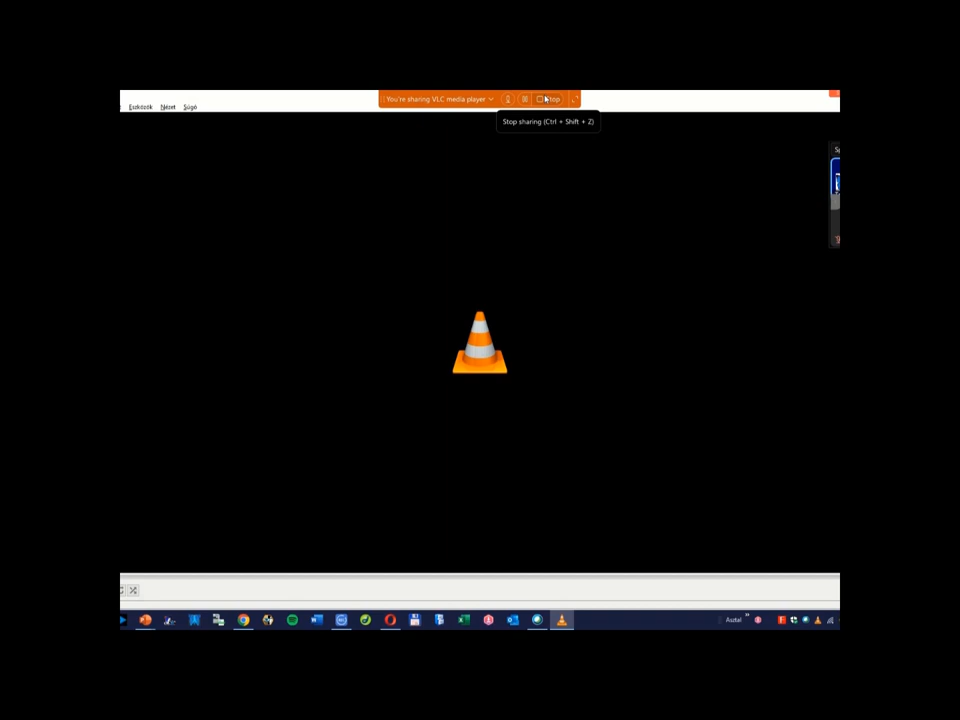 You're sharing VLC media player
Stop
Eszközök Nézet Súgó
Stop sharing (Ctrl + Shift + Z)
Asztal